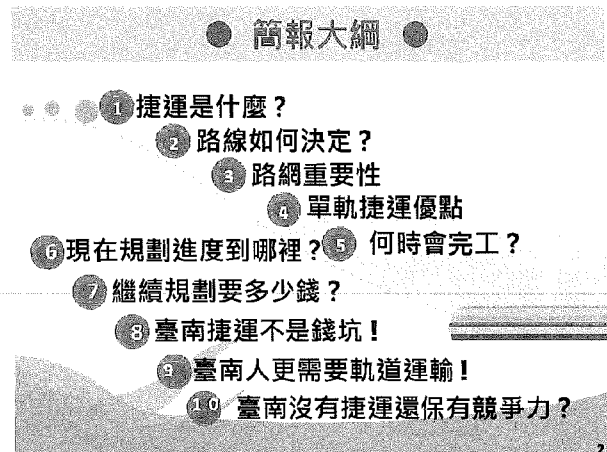 ● 簡報大綱 ●
1 捷運是什麼？
2 路線如何決定？
3 路網重要性
4 單軌捷運優點
5 何時會完工？
6 現在規劃進度到哪裡？
7 繼續規劃要多少錢？
8 臺南捷運不是錢坑！
9 臺南人更需要軌道運輸！
10 臺南沒有捷運還保有競爭力？
2